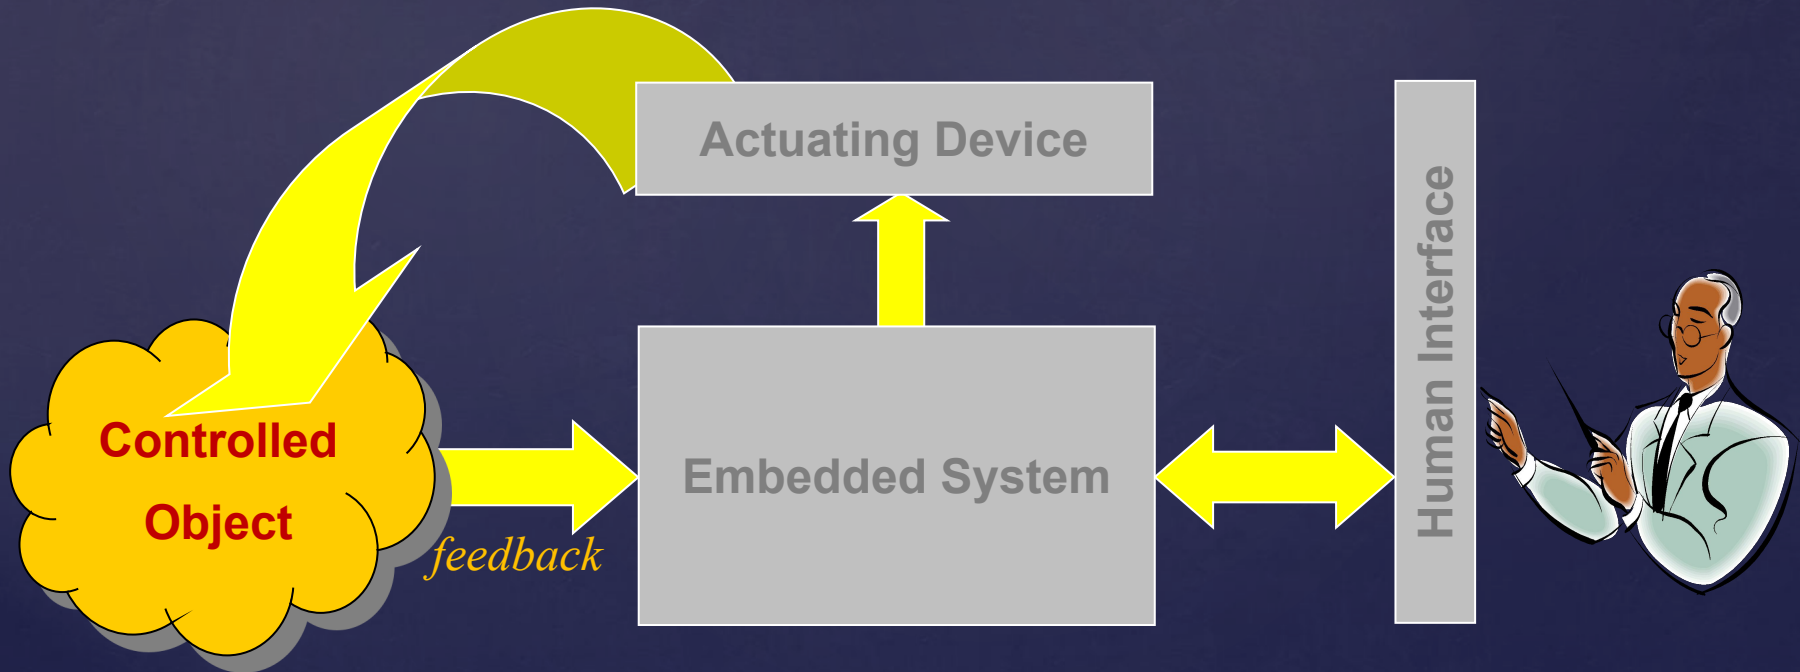 Actuating Device
Human Interface
Controlled
Object
feedback
Embedded System